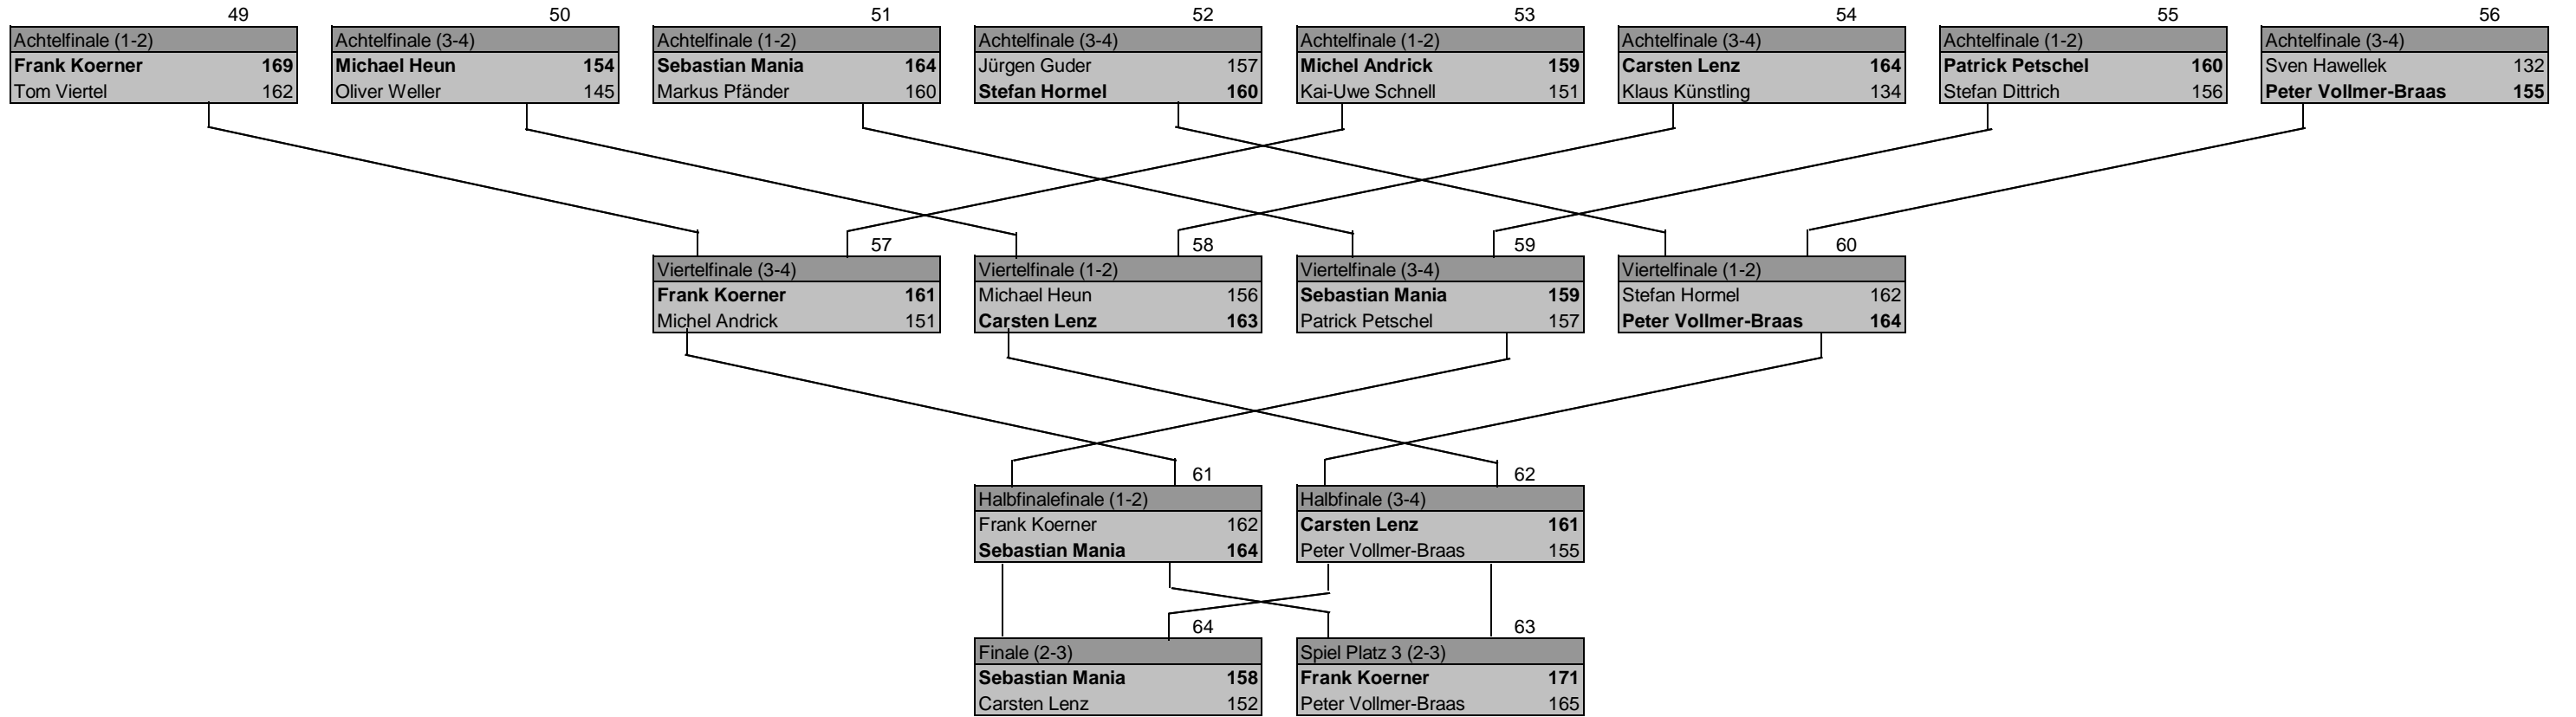 49 50 51 52 53 54 55 56
Achtelfinale (1-2) Achtelfinale (3-4) Achtelfinale (1-2) Achtelfinale (3-4) Achtelfinale (1-2) Achtelfinale (3-4) Achtelfinale (1-2) Achtelfinale (3-4)
Frank Koerner 169 Michael Heun 154 Sebastian Mania 164 Jürgen Guder 157 Michel Andrick 159 Carsten Lenz 164 Patrick Petschel 160 Sven Hawellek 132
Tom Viertel 162 Oliver Weller 145 Markus Pfänder 160 Stefan Hormel 160 Kai-Uwe Schnell 151 Klaus Künstling 134 Stefan Dittrich 156 Peter Vollmer-Braas 155
57 58 59 60
Viertelfinale (3-4) Viertelfinale (1-2) Viertelfinale (3-4) Viertelfinale (1-2)
Frank Koerner 161 Michael Heun 156 Sebastian Mania 159 Stefan Hormel 162
Michel Andrick 151 Carsten Lenz 163 Patrick Petschel 157 Peter Vollmer-Braas 164
61 62
Halbfinalefinale (1-2) Halbfinale (3-4)
Frank Koerner 162 Carsten Lenz 161
Sebastian Mania 164 Peter Vollmer-Braas 155
64 63
Finale (2-3) Spiel Platz 3 (2-3)
Sebastian Mania 158 Frank Koerner 171
Carsten Lenz 152 Peter Vollmer-Braas 165